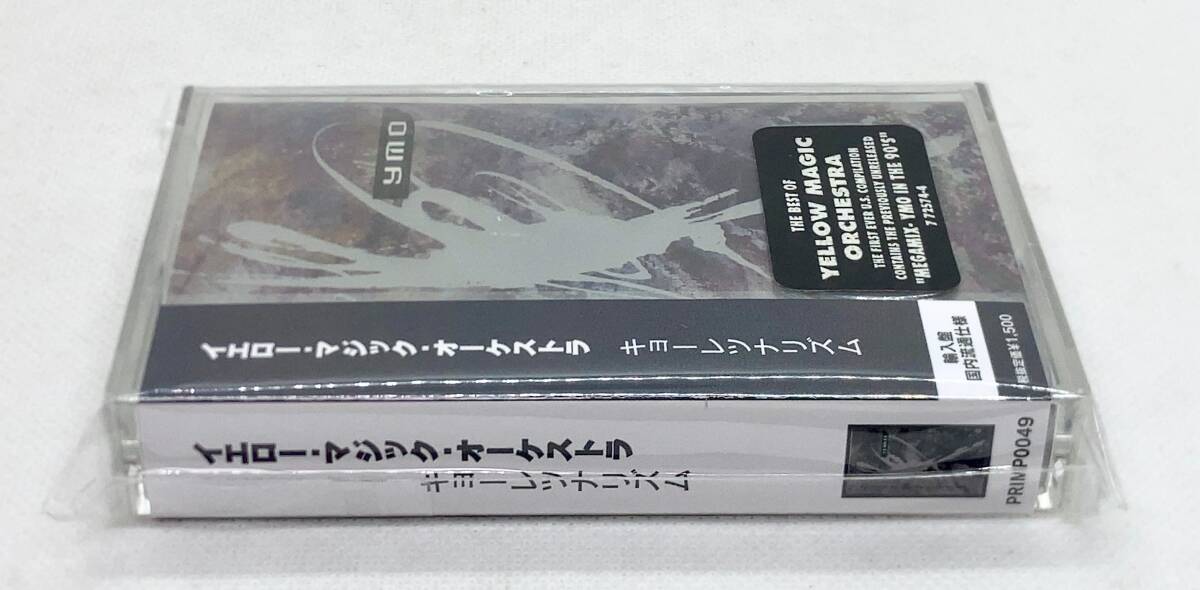 YMO
THE BEST OF
YELLOW MAGIC
ORCHESTRA
THE FIRST EVER U.S. COMPILATION
CONTAINS THE PREVIOUSLY UNRELEASED
"MEGAMIX- YMO IN THE 90'S"
7 72574-4
イエロー・マジック・オーケストラ キョーレツナリズム
輸入盤
国内流通仕様
税抜定価¥1,500
イエロー・マジック・オーケストラ
キョーレツナリズム
PRIN P0049